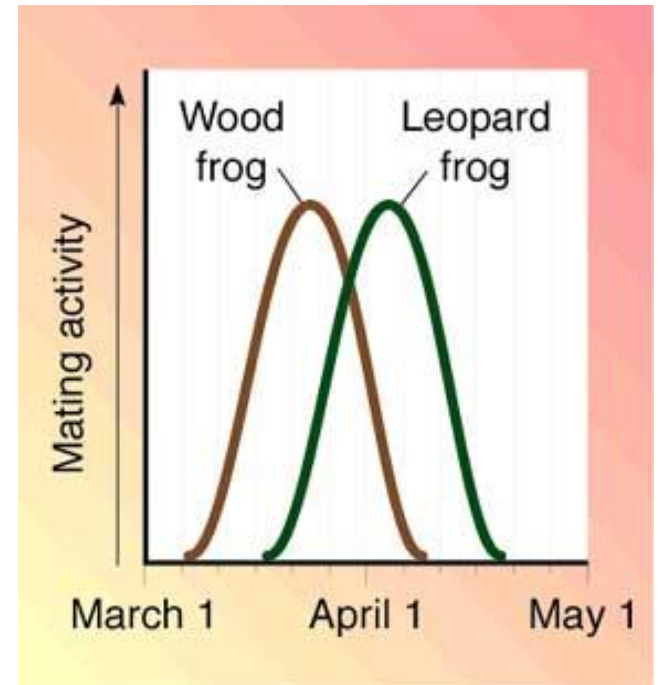 Wood
frog
Leopard
frog
Mating activity
March 1
April 1
May 1